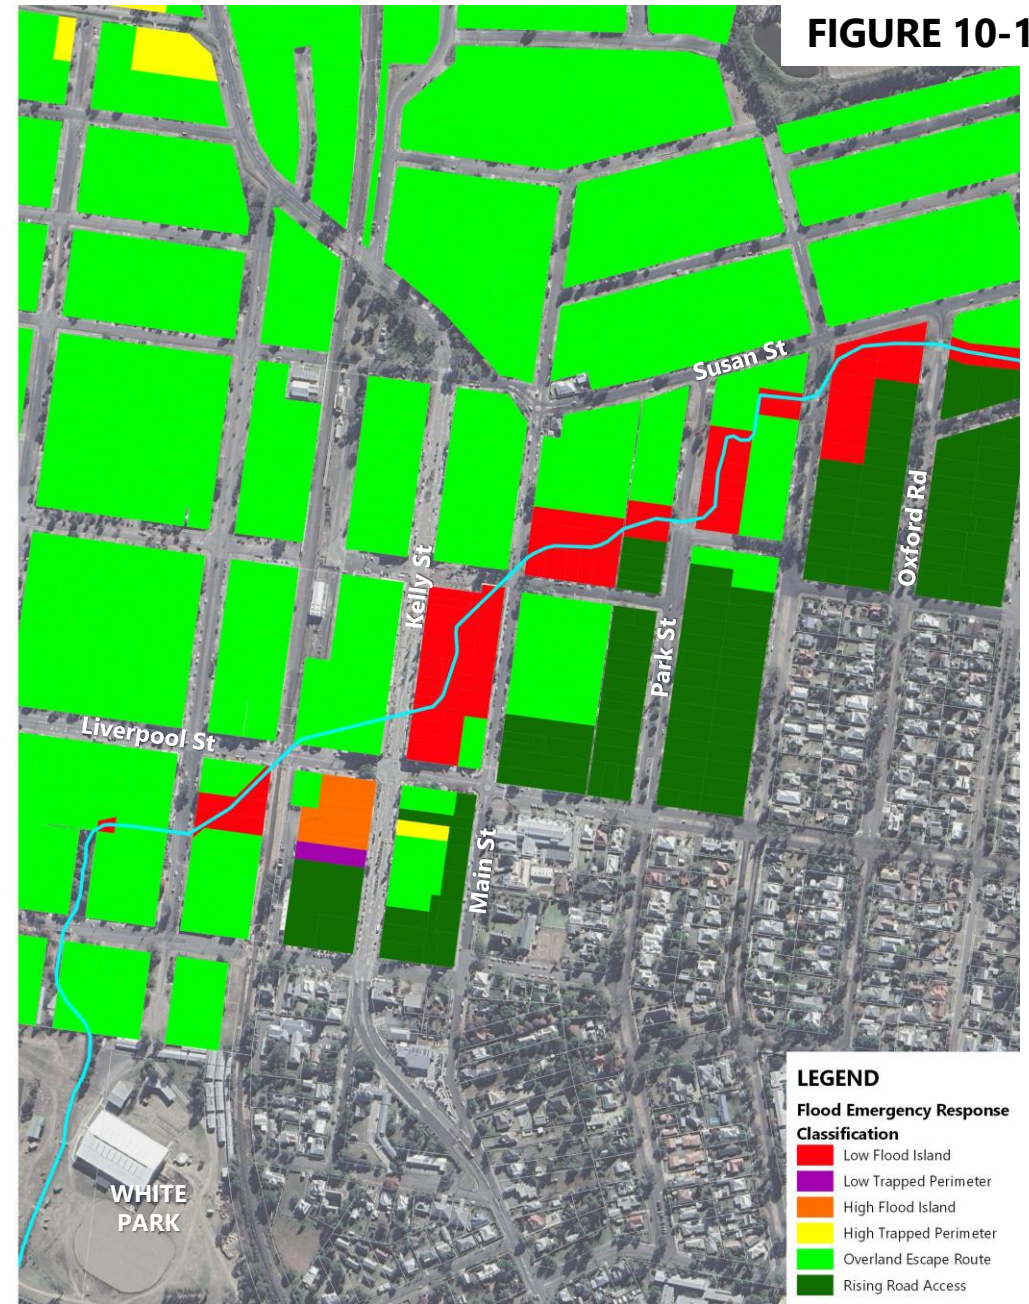 FIGURE 10-1
Susan St
Oxford Rd
Kelly St
Park St
Liverpool St
Main St
WHITE
PARK
LEGEND
Flood Emergency Response
Classification
Low Flood Island
Low Trapped Perimeter
High Flood Island
High Trapped Perimeter
Overland Escape Route
Rising Road Access